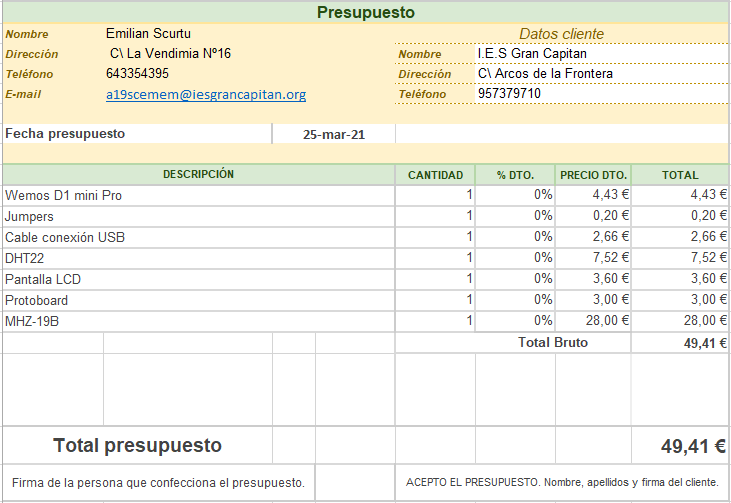 Presupuesto
Nombre Emilian Scurtu Datos cliente
Dirección C\ La Vendimia Nº16 Nombre I.E.S Gran Capitan
Teléfono 643354395 Dirección C\ Arcos de la Frontera
E-mail a19scemem@iesgrancapitan.org Teléfono 957379710
Fecha presupuesto 25-mar-21
DESCRIPCIÓN CANTIDAD % DTO. PRECIO DTO. TOTAL
Wemos D1 mini Pro 1 0% 4,43 € 4,43 €
Jumpers 1 0% 0,20 € 0,20 €
Cable conexión USB 1 0% 2,66 € 2,66 €
DHT22 1 0% 7,52 € 7,52 €
Pantalla LCD 1 0% 3,60 € 3,60 €
Protoboard 1 0% 3,00 € 3,00 €
MHZ-19B 1 0% 28,00 € 28,00 €
Total Bruto 49,41 €
Total presupuesto 49,41 €
Firma de la persona que confecciona el presupuesto. ACEPTO EL PRESUPUESTO. Nombre, apellidos y firma del cliente.